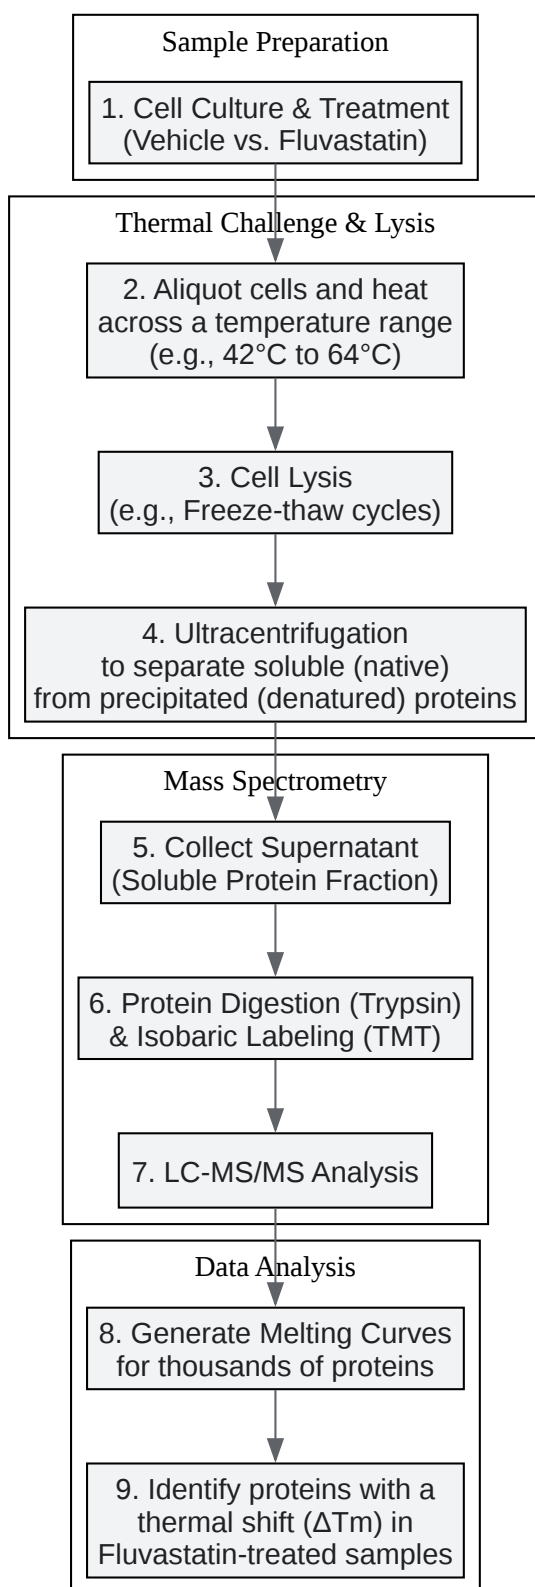 Sample Preparation
1. Cell Culture & Treatment
(Vehicle vs. Fluvastatin)
Thermal Challenge & Lysis
2. Aliquot cells and heat
across a temperature range
(e.g., 42°C to 64°C)
3. Cell Lysis
(e.g., Freeze-thaw cycles)
4. Ultracentrifugation
to separate soluble (native)
from precipitated (denatured) proteins
Mass Spectrometry
5. Collect Supernatant
(Soluble Protein Fraction)
6. Protein Digestion (Trypsin)
& Isobaric Labeling (TMT)
7. LC-MS/MS Analysis
Data Analysis
8. Generate Melting Curves
for thousands of proteins
9. Identify proteins with a
thermal shift (ΔTm) in
Fluvastatin-treated samples